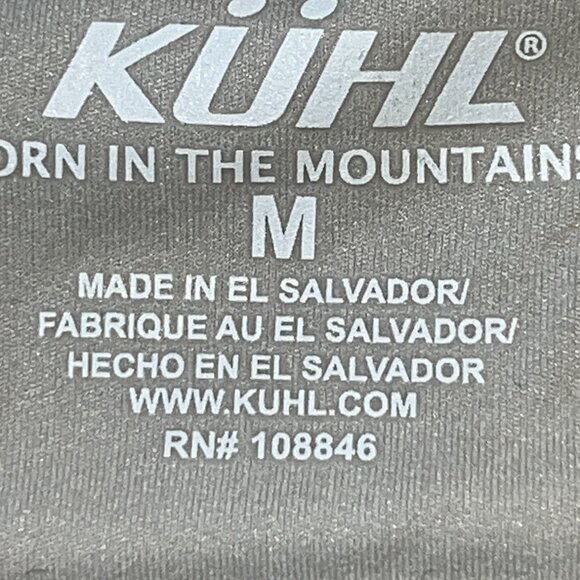 KÜHL®
ORN IN THE MOUNTAINS
M
MADE IN EL SALVADOR/
FABRIQUE AU EL SALVADOR/
HECHO EN EL SALVADOR
WWW.KUHL.COM
RN# 108846